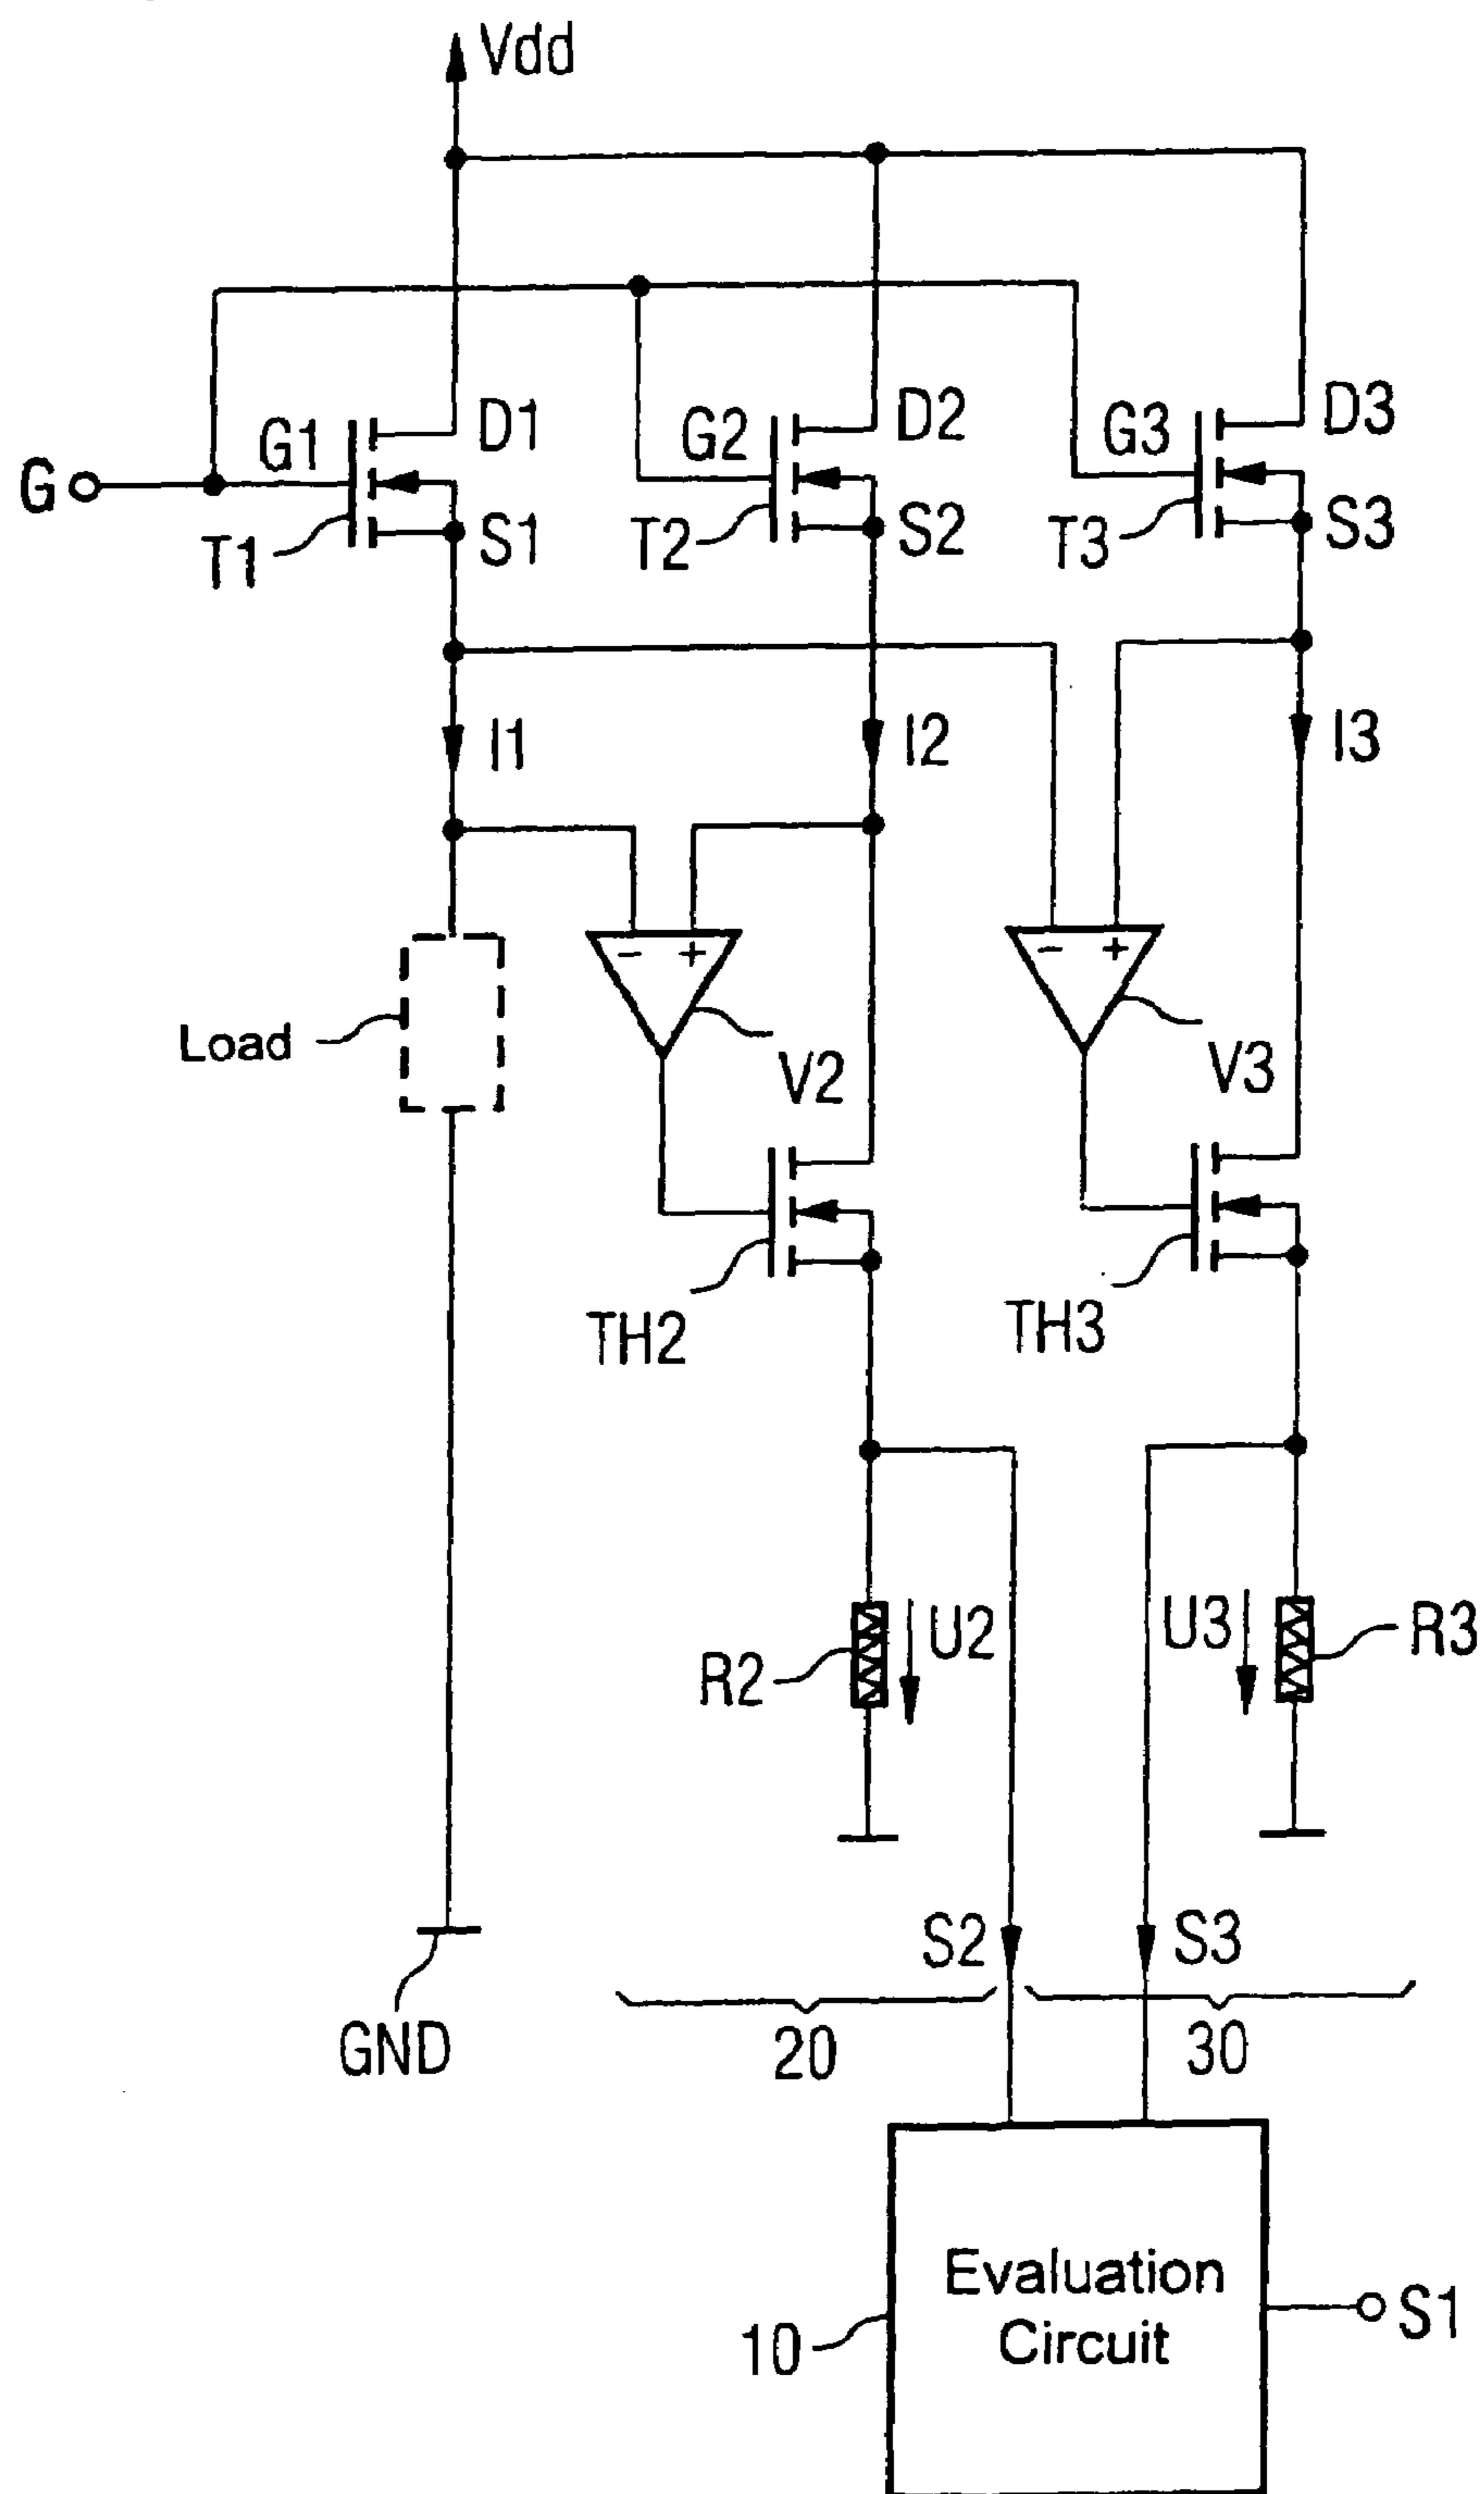 Vdd
G
G1
D1
T1
S1
G2
D2
T2
S2
G3
D3
T3
S3
I1
I2
I3
Load
-
+
V2
-
+
V3
TH2
TH3
R2
U2
U3
R3
S2
S3
GND
20
30
10
Evaluation
Circuit
S1